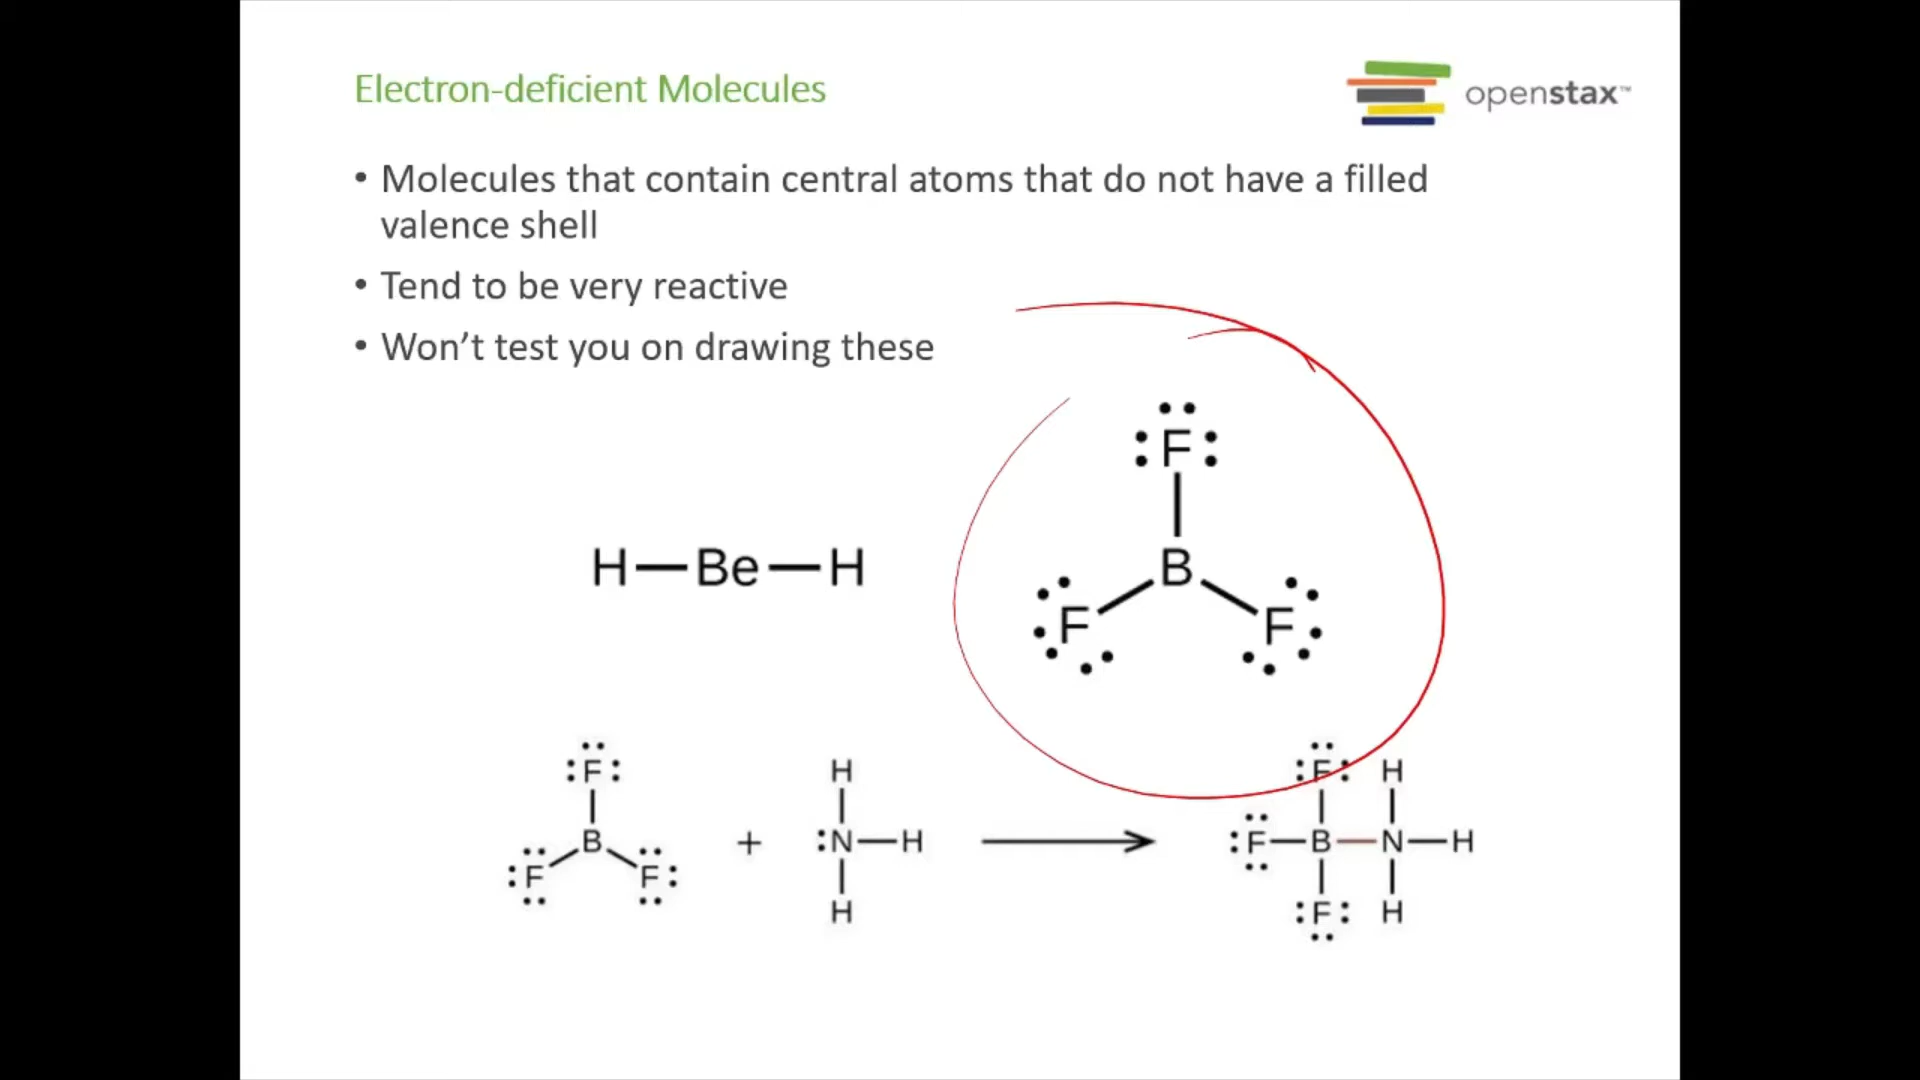 Electron-deficient Molecules
openstax™
• Molecules that contain central atoms that do not have a filled
valence shell
• Tend to be very reactive
• Won’t test you on drawing these
F
H—Be—H
B
F F
F H F H
B + :N—H F—B—N—H
F F
H F H